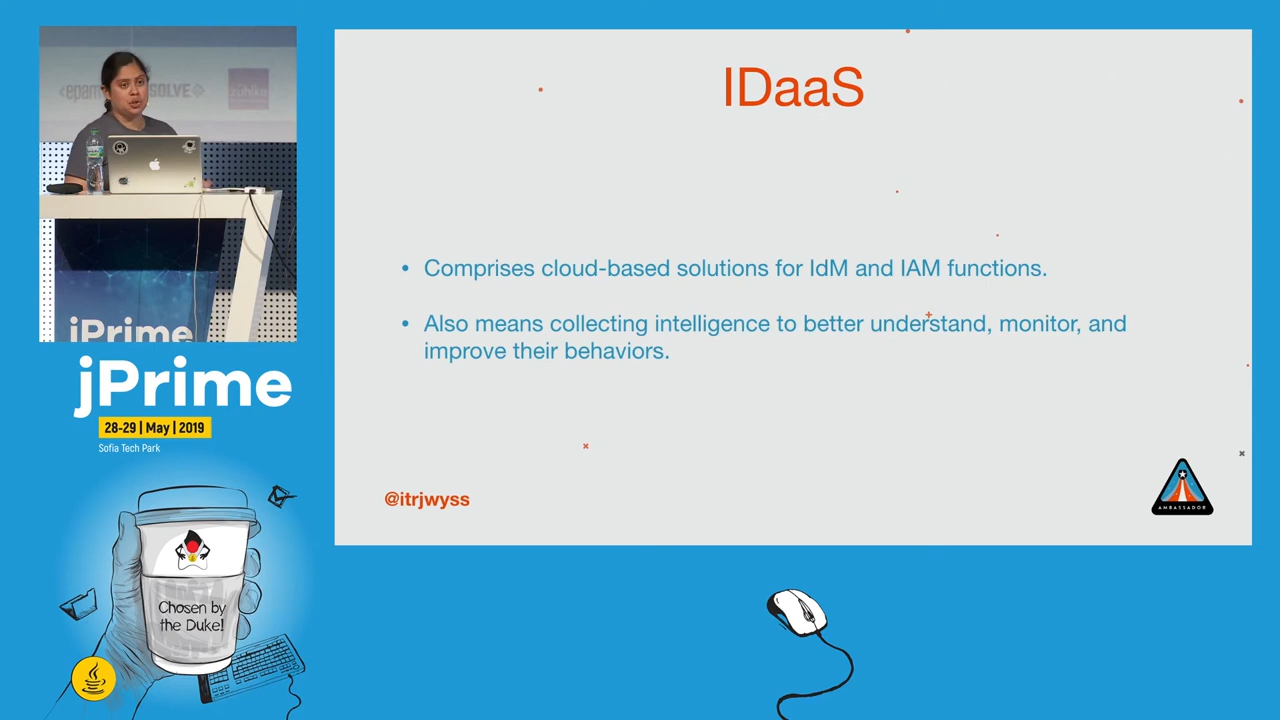 <epam>
SOLVE
zühlke
jPrime
jPrime
28-29 | May | 2019
Sofia Tech Park
Chosen by
the Duke!
IDaaS
• Comprises cloud-based solutions for IdM and IAM functions.
• Also means collecting intelligence to better understand, monitor, and
improve their behaviors.
@itrjwyss
AMBASSADOR